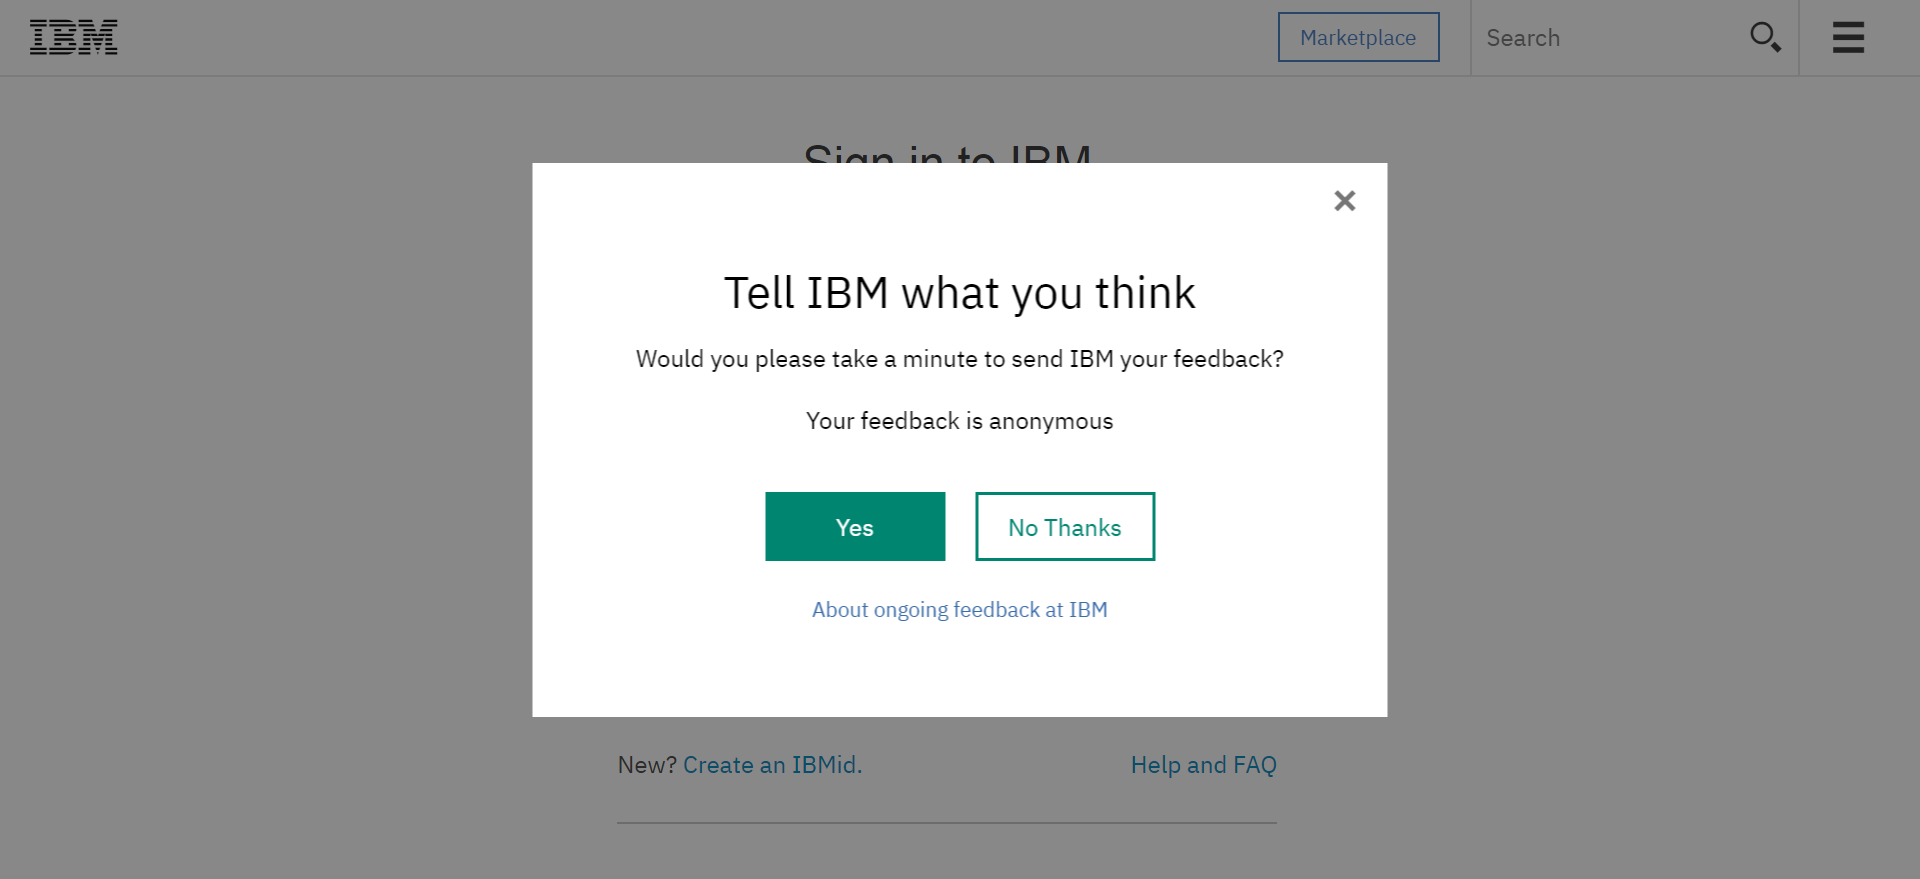 IBM
Marketplace
Search
Sign in to IBM
Tell IBM what you think
Would you please take a minute to send IBM your feedback?
Your feedback is anonymous
Yes
No Thanks
About ongoing feedback at IBM
New? Create an IBMid.
Help and FAQ